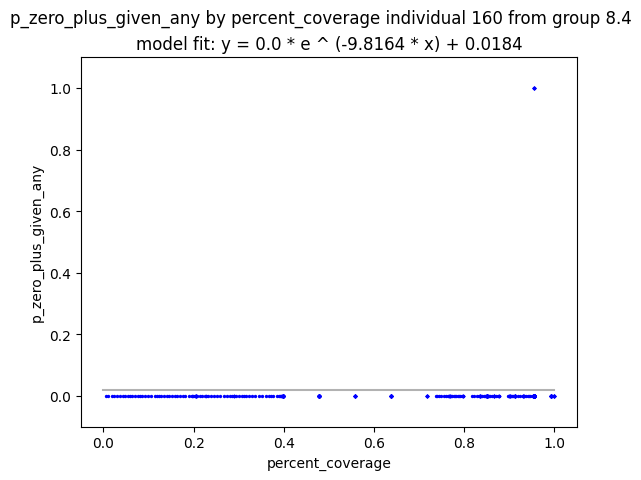 p_zero_plus_given_any by percent_coverage individual 160 from group 8.4
model fit: y = 0.0 * e ^ (-9.8164 * x) + 0.0184
1.0
0.8
0.6
0.4
0.2
0.0
p_zero_plus_given_any
0.0 0.2 0.4 0.6 0.8 1.0
percent_coverage